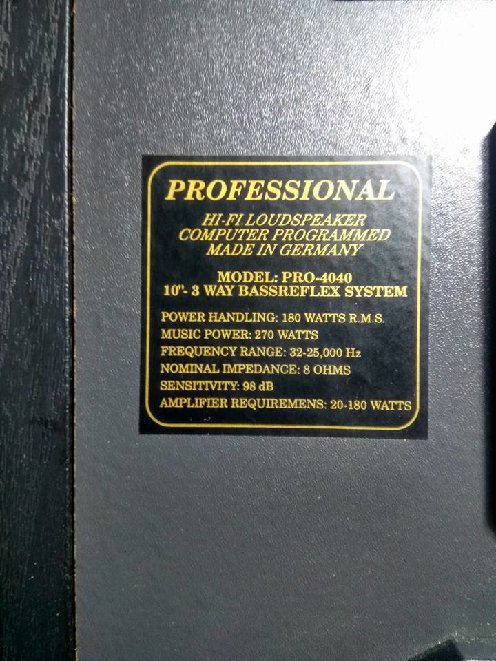 PROFESSIONAL
HI-FI LOUDSPEAKER
COMPUTER PROGRAMMED
MADE IN GERMANY
MODEL: PRO-4040
10"- 3 WAY BASSREFLEX SYSTEM
POWER HANDLING: 180 WATTS R.M.S.
MUSIC POWER: 270 WATTS
FREQUENCY RANGE: 32-25,000 Hz
NOMINAL IMPEDANCE: 8 OHMS
SENSITIVITY: 98 dB
AMPLIFIER REQUIREMENS: 20-180 WATTS